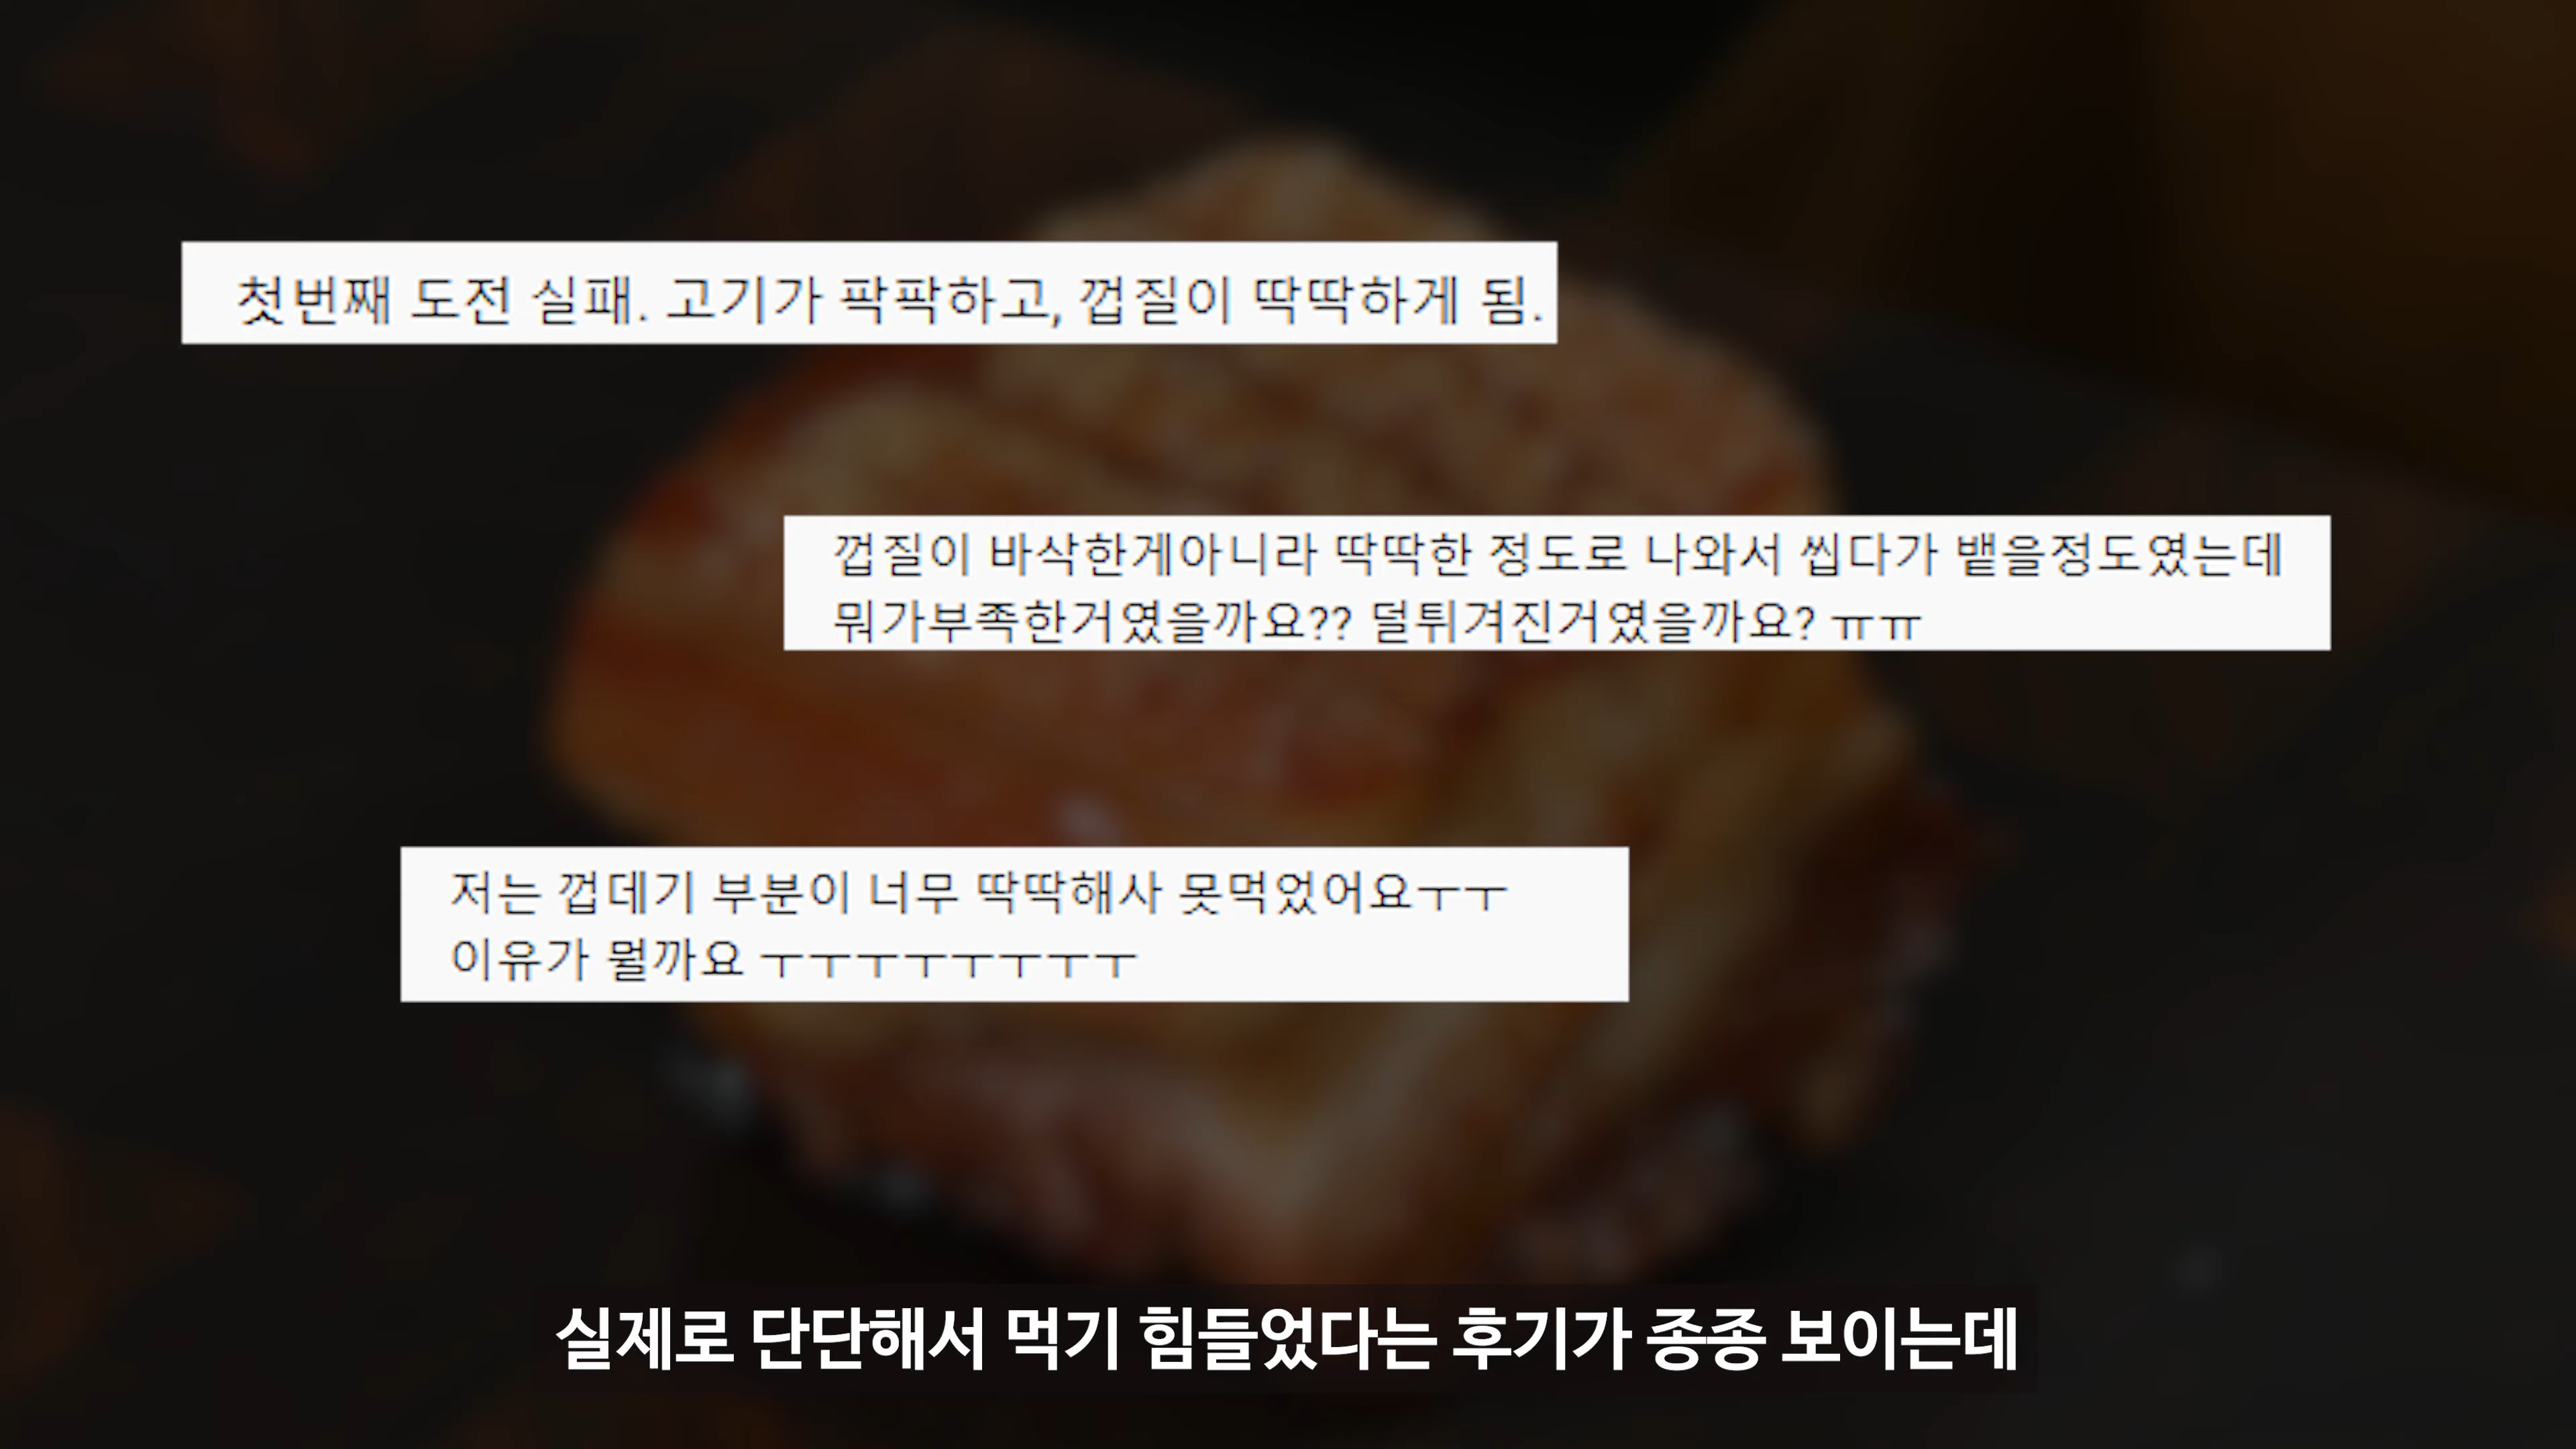 첫번째 도전 실패. 고기가 팍팍하고, 껍질이 딱딱하게 됨.
껍질이 바삭한게아니라 딱딱한 정도로 나와서 씹다가 뱉을정도였는데
뭐가부족한거였을까요?? 덜튀겨진거였을까요? ㅠㅠ
저는 껍데기 부분이 너무 딱딱해사 못먹었어요ㅜㅜ
이유가 뭘까요 ㅜㅜㅜㅜㅜㅜㅜㅜ
실제로 단단해서 먹기 힘들었다는 후기가 종종 보이는데